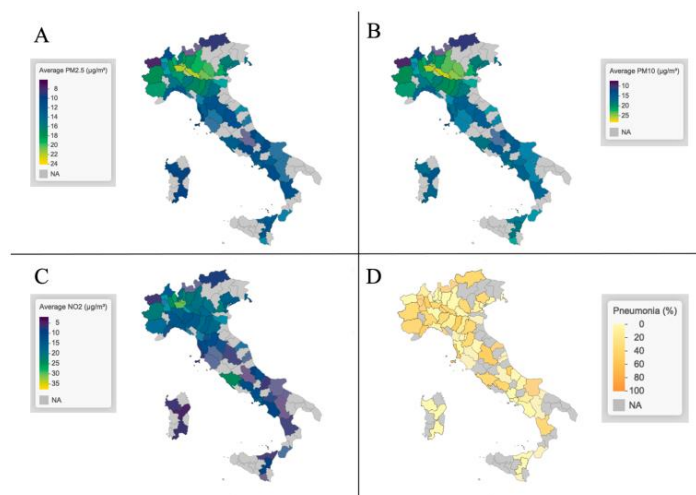 A
Average PM2.5 (µg/m³)
8
10
12
14
16
18
20
22
24
NA
B
Average PM10 (µg/m³)
10
15
20
25
NA
C
Average NO2 (µg/m³)
5
10
15
20
25
30
35
NA
D
Pneumonia (%)
0
20
40
60
80
100
NA